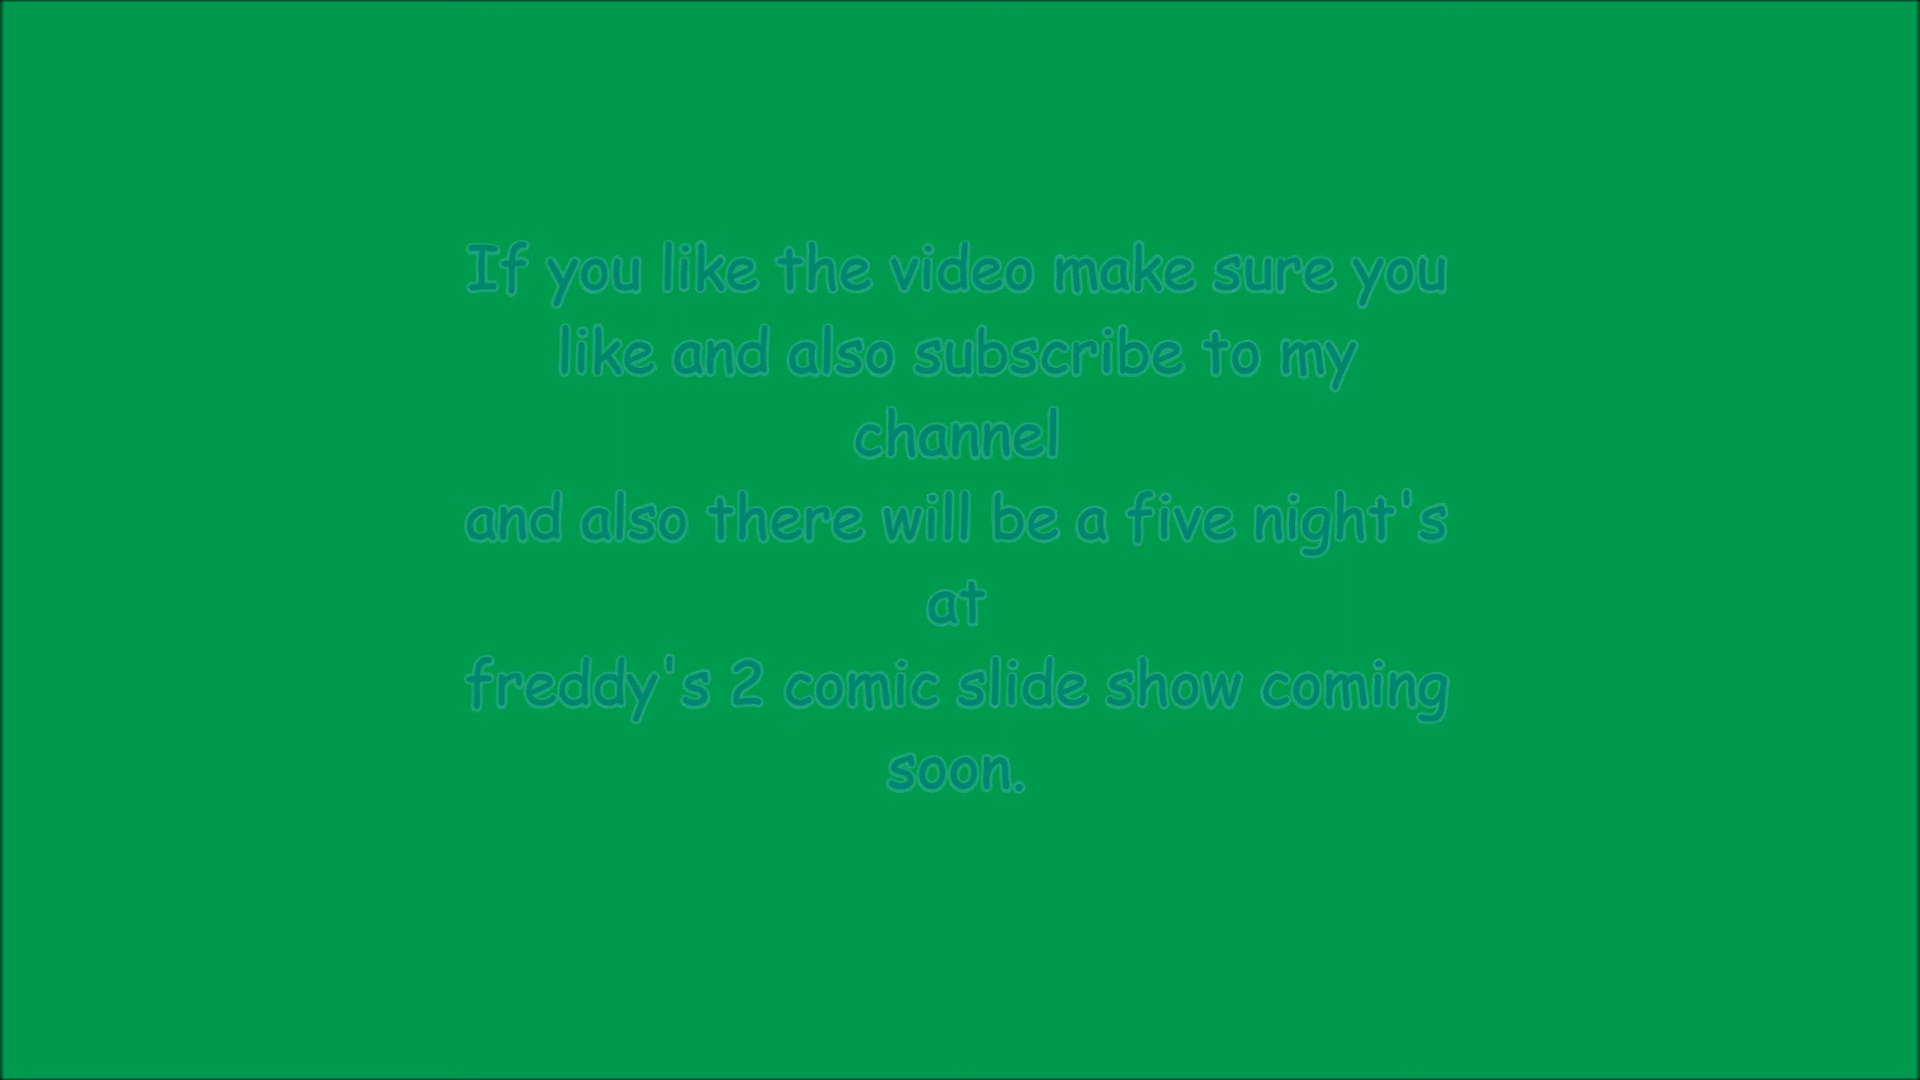 If you like the video make sure you
like and also subscribe to my
channel
and also there will be a five night's
at
freddy's 2 comic slide show coming
soon.